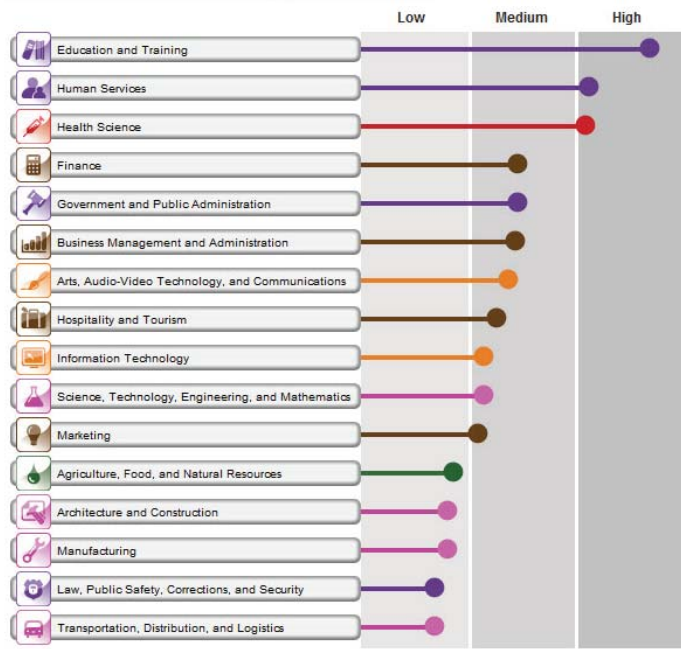 Low Medium High
Education and Training
Human Services
Health Science
Finance
Government and Public Administration
Business Management and Administration
Arts, Audio-Video Technology, and Communications
Hospitality and Tourism
Information Technology
Science, Technology, Engineering, and Mathematics
Marketing
Agriculture, Food, and Natural Resources
Architecture and Construction
Manufacturing
Law, Public Safety, Corrections, and Security
Transportation, Distribution, and Logistics